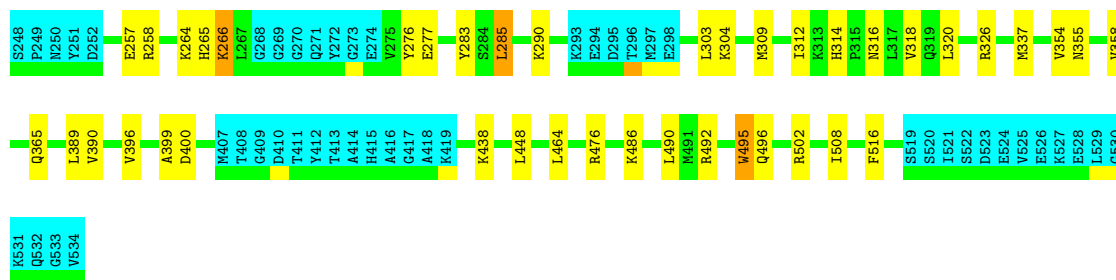 S248 P249 N250 Y251 D252 E257 R258 K264 H265 K266 L267 G268 G269 G270 Q271 Y272 G273 E274 V275 Y276 E277 Y283 S284 L285 K290 K293 E294 D295 T296 M297 E298 L303 K304 M309 I312 K313 H314 P315 N316 L317 V318 Q319 L320 R326 M337 V354 N355
Q365 L389 V390 V396 A399 D400 M407 T408 G409 D410 T411 Y412 T413 A414 H415 A416 G417 A418 K419 K438 L448 L464 R476 K486 L490 M491 R492 W495 Q496 R502 I508 F516 S519 S520 I521 S522 D523 E524 V525 E526 K527 E528 L529
K531 Q532 G533 V534